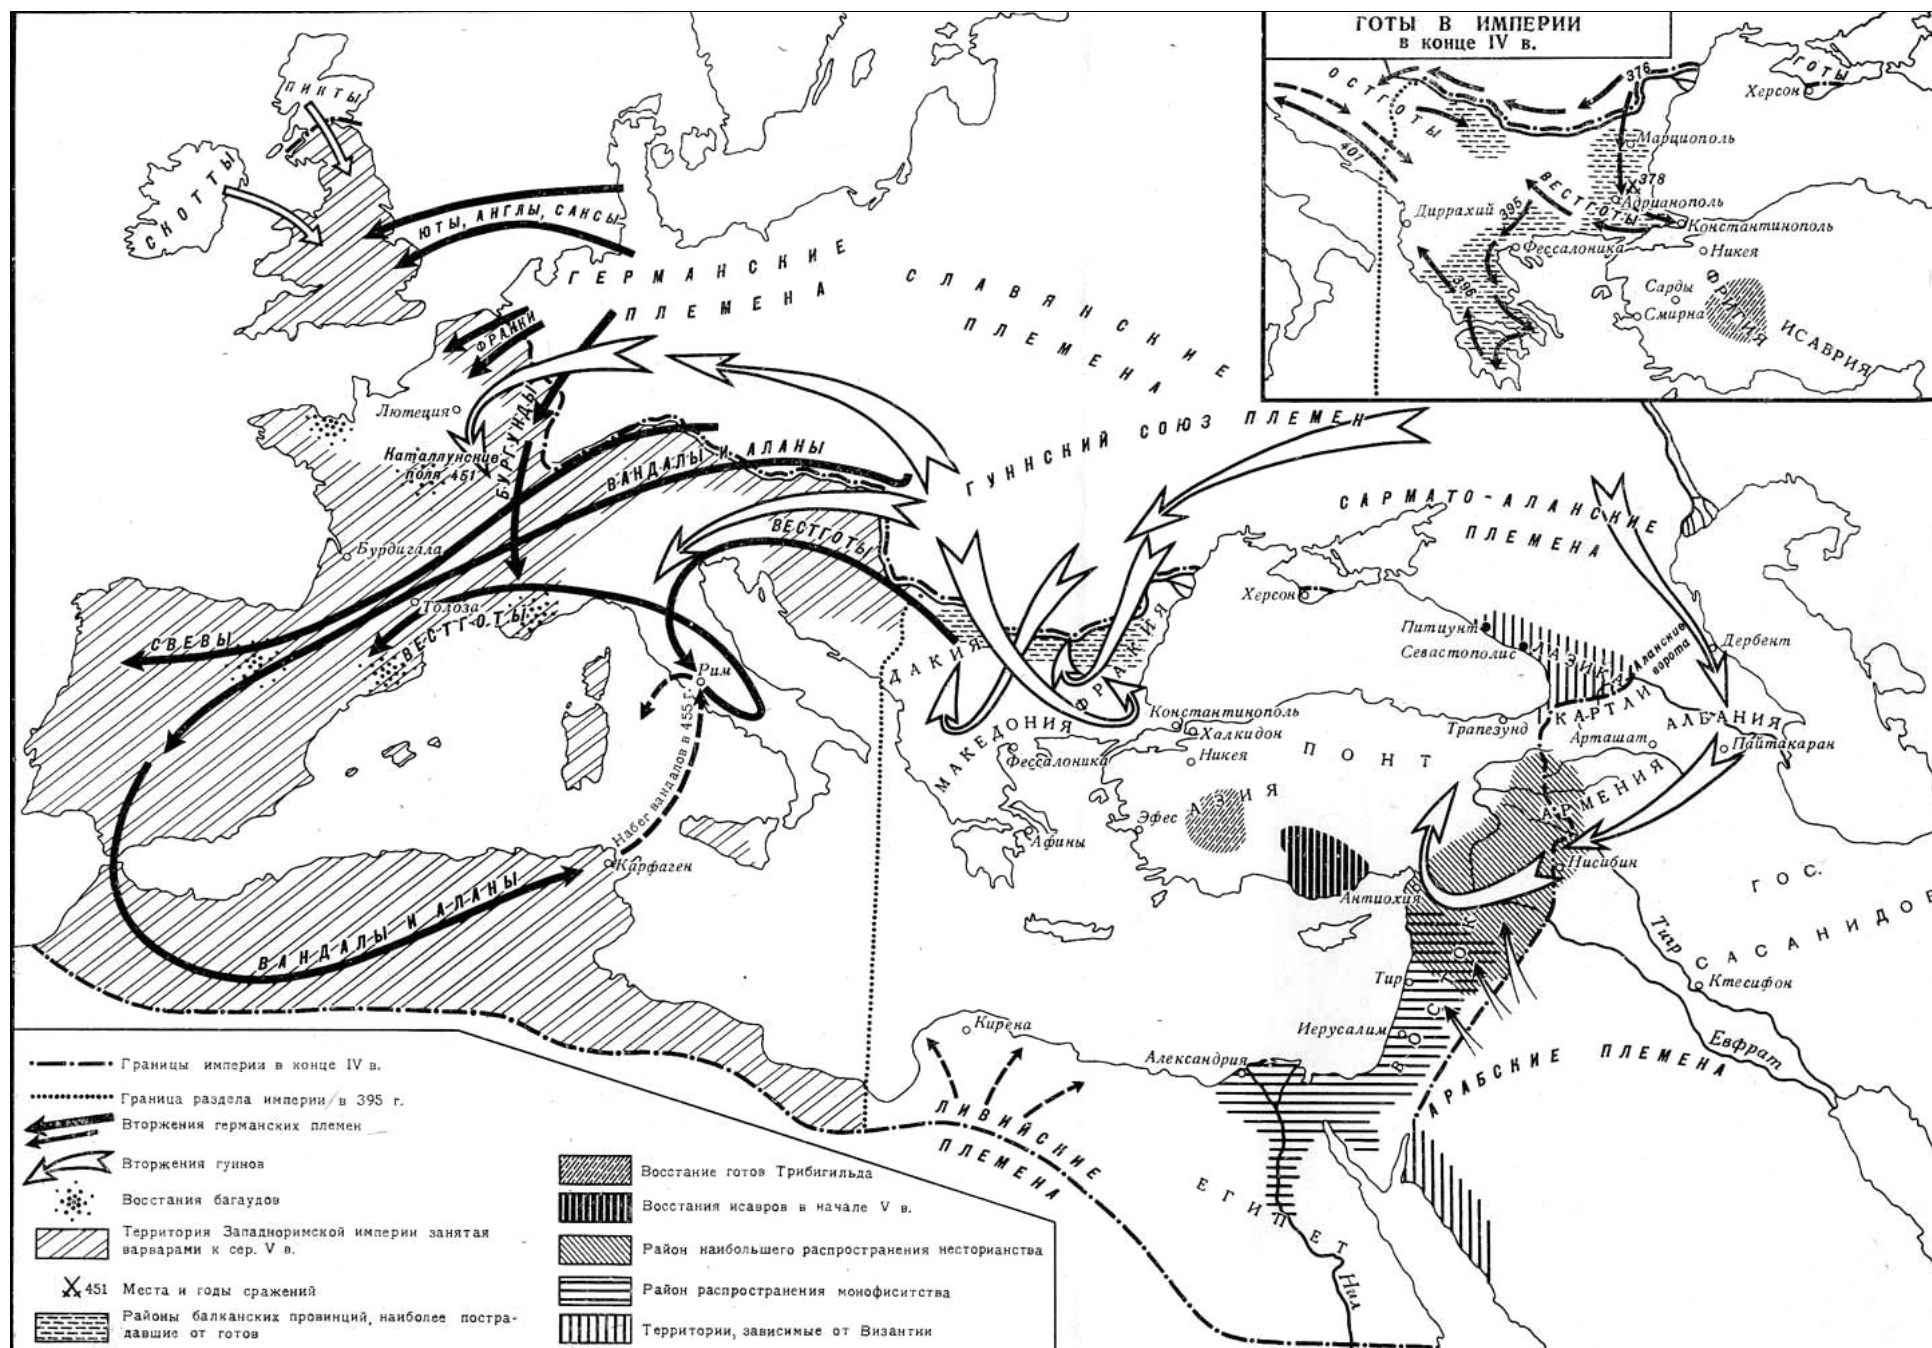 ГОТЫ В ИМПЕРИИ
в конце IV в.
ОСТГОТЫ
376
ГОТЫ
Херсон
Марциополь
401
378
Адрианополь
ВЕСТГОТЫ
Диррахий
395
Константинополь
Фессалоника
Никея
396
Сарды
Смирна
ФРИГИЯ
ИСАВРИЯ
ПИКТЫ
СКОТТЫ
ЮТЫ, АНГЛЫ, САКСЫ
ГЕРМАНСКИЕ
ПЛЕМЕНА
СЛАВЯНСКИЕ
ПЛЕМЕНА
ФРАНКИ
Лютеция
БУРГУНДЫ
Каталлунские
поля 451
ВАНДАЛЫ И АЛАНЫ
ГУННСКИЙ СОЮЗ ПЛЕМЕН
САРМАТО-АЛАНСКИЕ
ПЛЕМЕНА
ВЕСТГОТЫ
Бурдигала
Толоза
ВЕСТГОТЫ
СВЕВЫ
Рим
ДАКИЯ
ФРАКИЯ
МАКЕДОНИЯ
Херсон
Питиунт
Севастополис
ЛАЗИКА
Аланские
ворота
Дербент
КАРТЛИ
АЛБАНИЯ
Трапезунд
Арташат
Пайтакаран
АРМЕНИЯ
Константинополь
Халкидон
Никея
Фессалоника
ПОНТ
АЗИЯ
Эфес
Афины
Набег вандалов в 455 г.
Карфаген
ВАНДАЛЫ И АЛАНЫ
Антиохия
Нисибин
ГОС.
САСАНИДОВ
Тигр
Ктесифон
Евфрат
ВОСТОК
Тир
Иерусалим
АРАБСКИЕ ПЛЕМЕНА
Кирена
Александрия
ЛИВИЙСКИЕ
ПЛЕМЕНА
ЕГИПЕТ
Нил
Границы империи в конце IV в.
Граница раздела империи в 395 г.
Вторжения германских племен
Вторжения гуннов
Восстания багаудов
Территория Западноримской империи занятая
варварами к сер. V в.
451 Места и годы сражений
Районы балканских провинций, наиболее постра-
давшие от готов
Восстание готов Трибигильда
Восстания исавров в начале V в.
Район наибольшего распространения несторианства
Район распространения монофиситства
Территории, зависимые от Византии